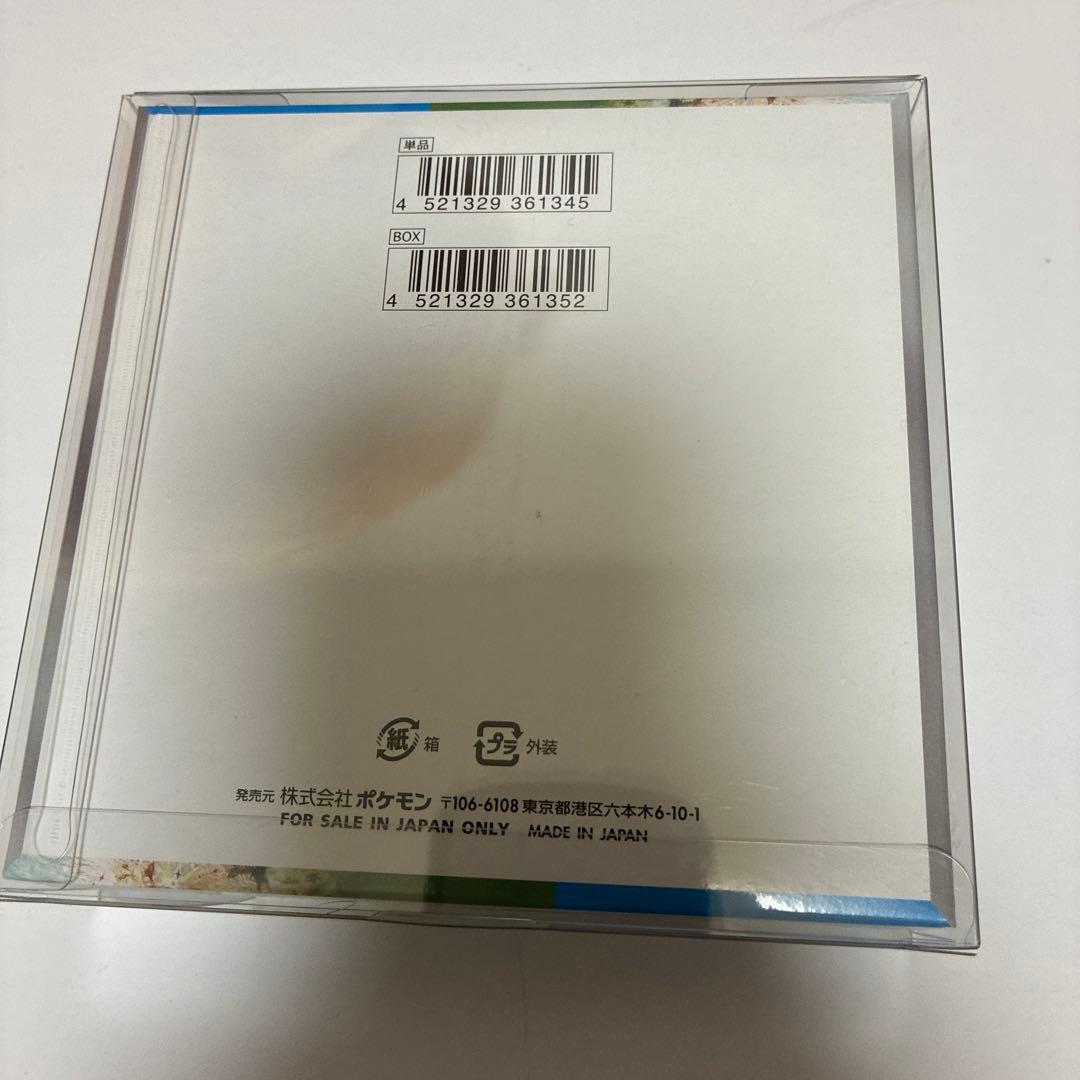 単品
4 521329 361345
BOX
4 521329 361352
紙 箱 プラ 外装
発売元 株式会社 ポケモン 〒106-6108 東京都港区六本木6-10-1
FOR SALE IN JAPAN ONLY MADE IN JAPAN